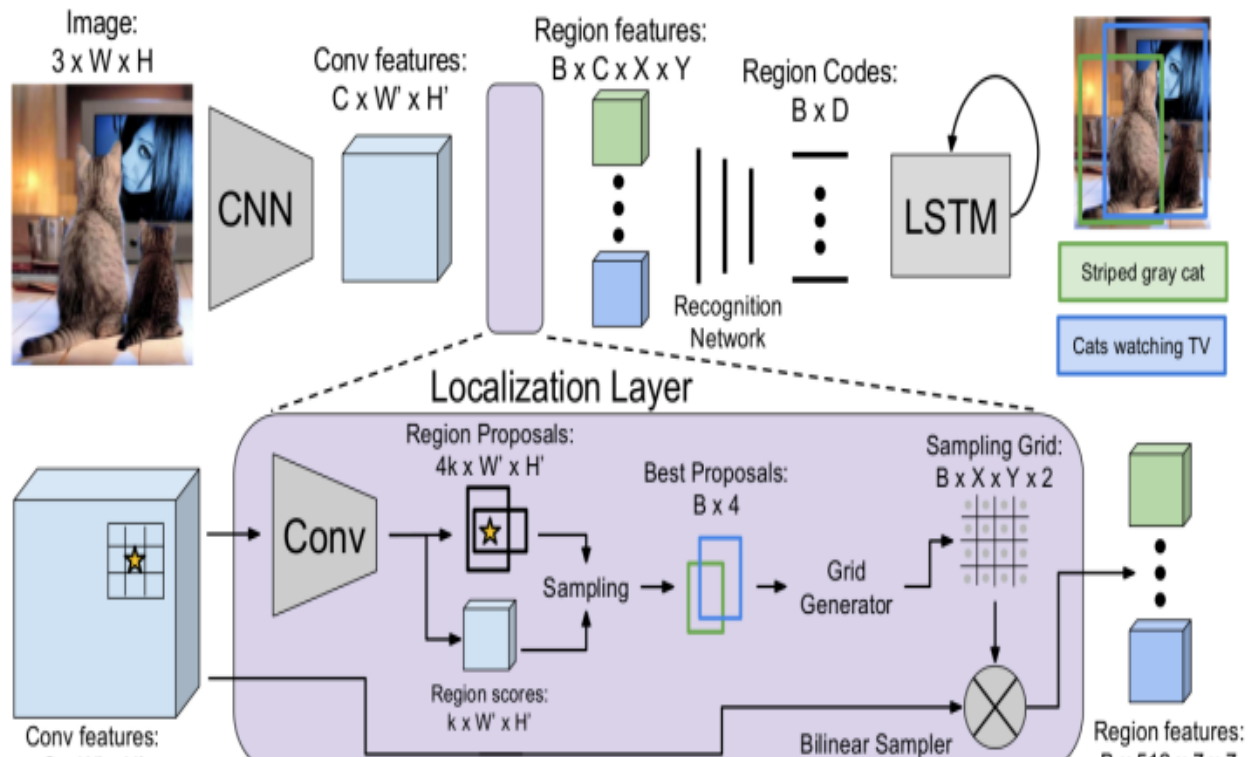 Image:
3 x W x H
Conv features:
C x W' x H'
Region features:
B x C x X x Y
Region Codes:
B x D
CNN
LSTM
Recognition
Network
Striped gray cat
Cats watching TV
Localization Layer
Region Proposals:
4k x W' x H'
Conv
Sampling
Region scores:
k x W' x H'
Best Proposals:
B x 4
Grid
Generator
Sampling Grid:
B x X x Y x 2
Bilinear Sampler
Conv features:
Region features: